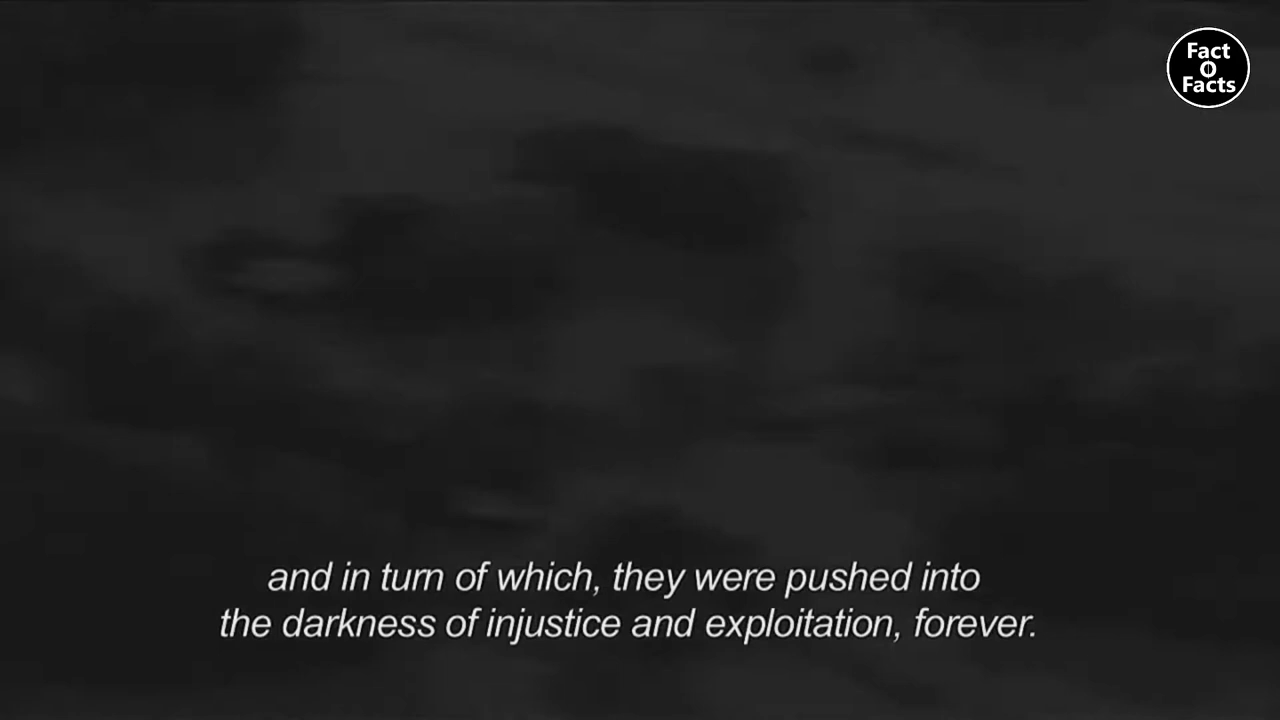 Fact
O
Facts
and in turn of which, they were pushed into
the darkness of injustice and exploitation, forever.